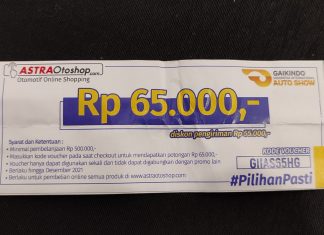 ASTRAOtoshop.com
Otomotif Online Shopping
GAIKINDO
INDONESIA INTERNATIONAL
AUTO SHOW
Rp 65.000,-
diskon pengiriman Rp 55.000,-
Syarat dan Ketentuan :
• Minimal pembelanjaan Rp 500.000,-
• Masukan kode voucher pada saat checkout untuk mendapatkan potongan Rp 65.000,-
• Voucher hanya dapat digunakan sekali dan tidak dapat digabungkan dengan promo lain
• Berlaku hingga Desember 2021
• Berlaku untuk pembelian online semua produk di www.astraotoshop.com
KODE VOUCHER
GIIAS65HG
#PilihanPasti